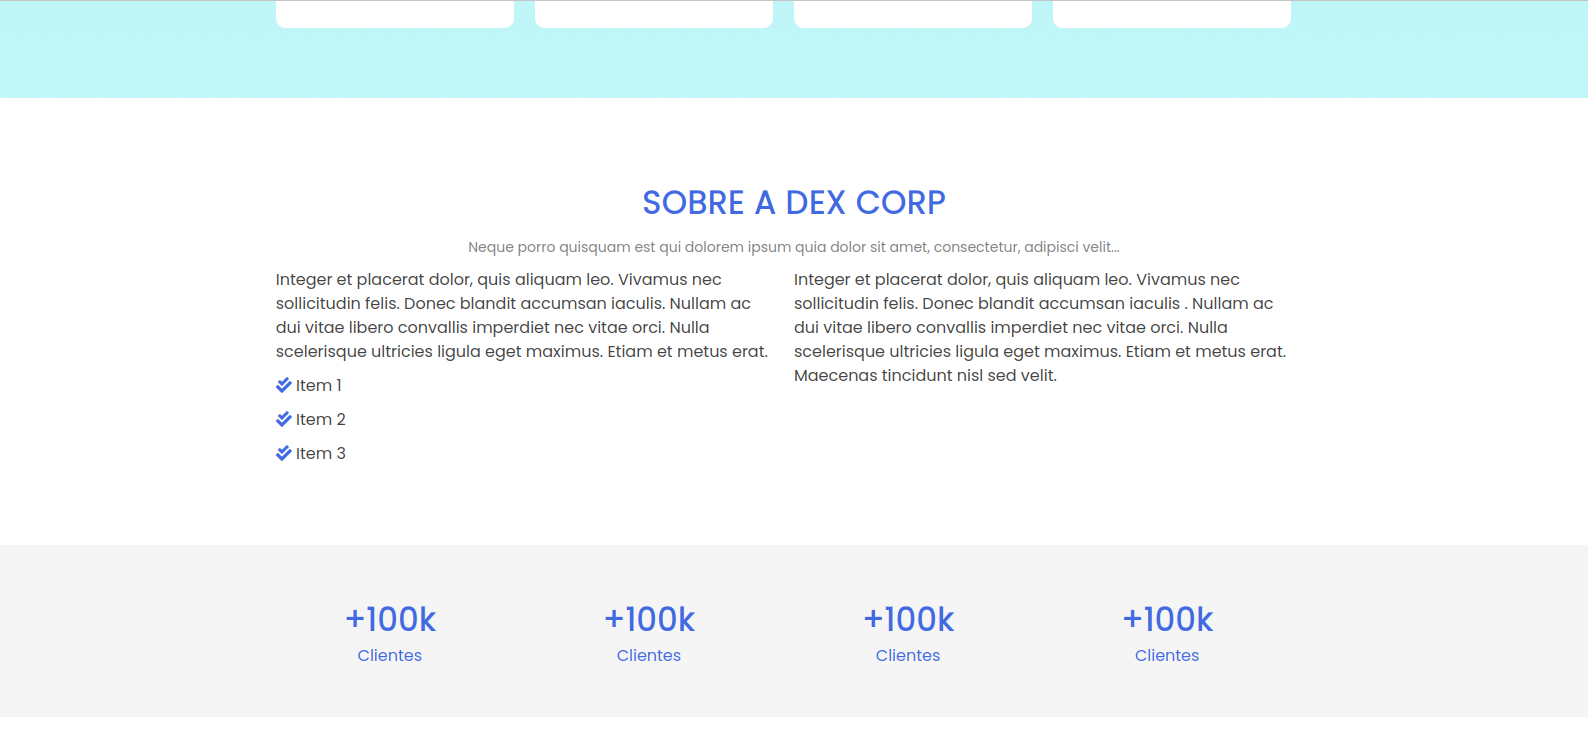 SOBRE A DEX CORP
Neque porro quisquam est qui dolorem ipsum quia dolor sit amet, consectetur, adipisci velit...
Integer et placerat dolor, quis aliquam leo. Vivamus nec
sollicitudin felis. Donec blandit accumsan iaculis. Nullam ac
dui vitae libero convallis imperdiet nec vitae orci. Nulla
scelerisque ultricies ligula eget maximus. Etiam et metus erat.
Item 1
Item 2
Item 3
Integer et placerat dolor, quis aliquam leo. Vivamus nec
sollicitudin felis. Donec blandit accumsan iaculis . Nullam ac
dui vitae libero convallis imperdiet nec vitae orci. Nulla
scelerisque ultricies ligula eget maximus. Etiam et metus erat.
Maecenas tincidunt nisl sed velit.
+100k
Clientes
+100k
Clientes
+100k
Clientes
+100k
Clientes